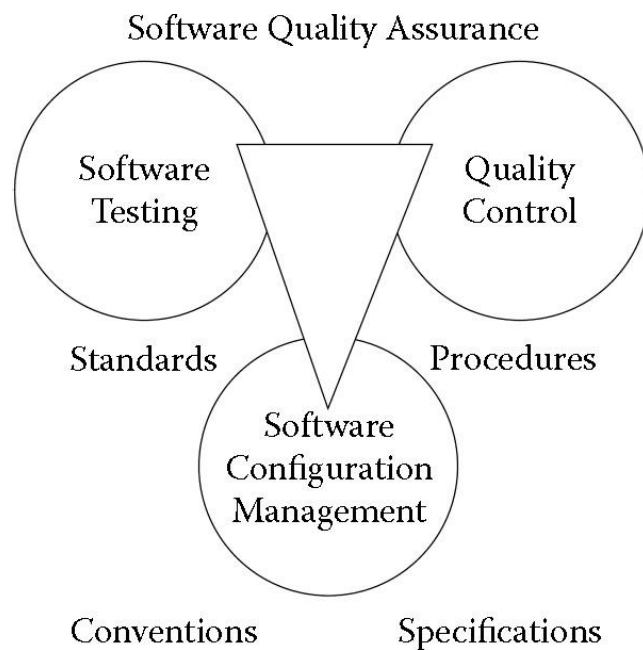 Software Quality Assurance
Software
Testing
Quality
Control
Standards
Procedures
Software
Configuration
Management
Conventions
Specifications